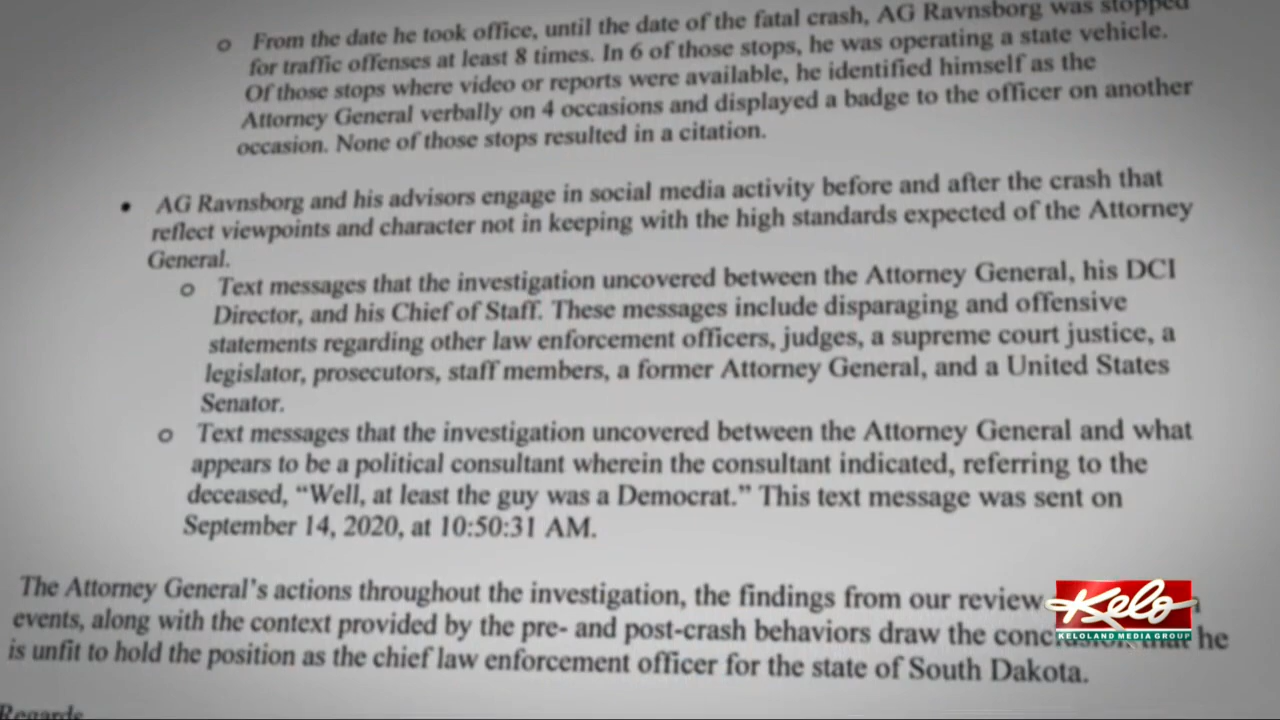 o From the date he took office, until the date of the fatal crash, AG Ravnsborg was stopped
for traffic offenses at least 8 times. In 6 of those stops, he was operating a state vehicle.
Of those stops where video or reports were available, he identified himself as the
Attorney General verbally on 4 occasions and displayed a badge to the officer on another
occasion. None of those stops resulted in a citation.
• AG Ravnsborg and his advisors engage in social media activity before and after the crash that
reflect viewpoints and character not in keeping with the high standards expected of the Attorney
General.
o Text messages that the investigation uncovered between the Attorney General, his DCI
Director, and his Chief of Staff. These messages include disparaging and offensive
statements regarding other law enforcement officers, judges, a supreme court justice, a
legislator, prosecutors, staff members, a former Attorney General, and a United States
Senator.
o Text messages that the investigation uncovered between the Attorney General and what
appears to be a political consultant wherein the consultant indicated, referring to the
deceased, “Well, at least the guy was a Democrat.” This text message was sent on
September 14, 2020, at 10:50:31 AM.
The Attorney General’s actions throughout the investigation, the findings from our review
events, along with the context provided by the pre- and post-crash behaviors draw the conclusion that he
is unfit to hold the position as the chief law enforcement officer for the state of South Dakota.
Regards
Kelo
KELOLAND MEDIA GROUP